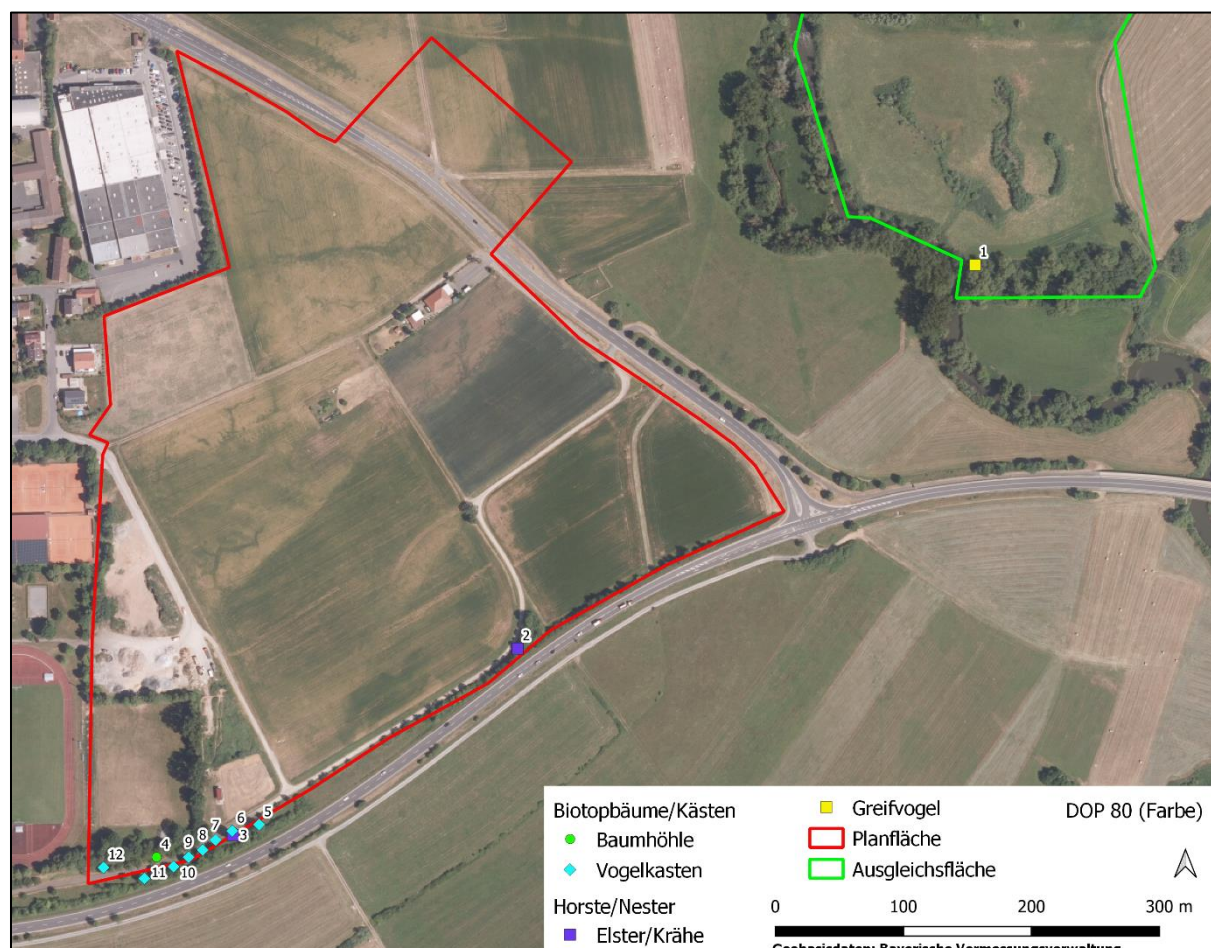 1
2
5
6
3
7
8
9
4
10
11
12
Biotopbäume/Kästen
Baumhöhle
Vogelkasten
Horste/Nester
Elster/Krähe
Greifvogel
Planfläche
Ausgleichsfläche
DOP 80 (Farbe)
0 100 200 300 m
Geobasisdaten: Bayerische Vermessungsverwaltung